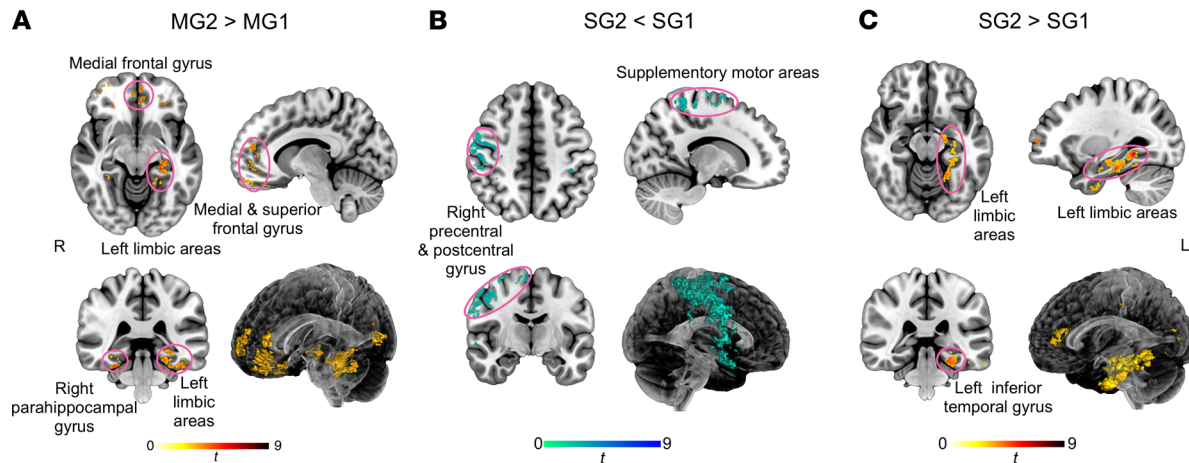 A
MG2 > MG1
Medial frontal gyrus
Medial & superior
frontal gyrus
Left limbic areas
R
Right
parahippocampal
gyrus
Left
limbic
areas
0
9
t
B
SG2 < SG1
Supplementary motor areas
Right
precentral
& postcentral
gyrus
0
9
t
C
SG2 > SG1
Left
limbic
areas
Left limbic areas
L
Left inferior
temporal gyrus
0
9
t